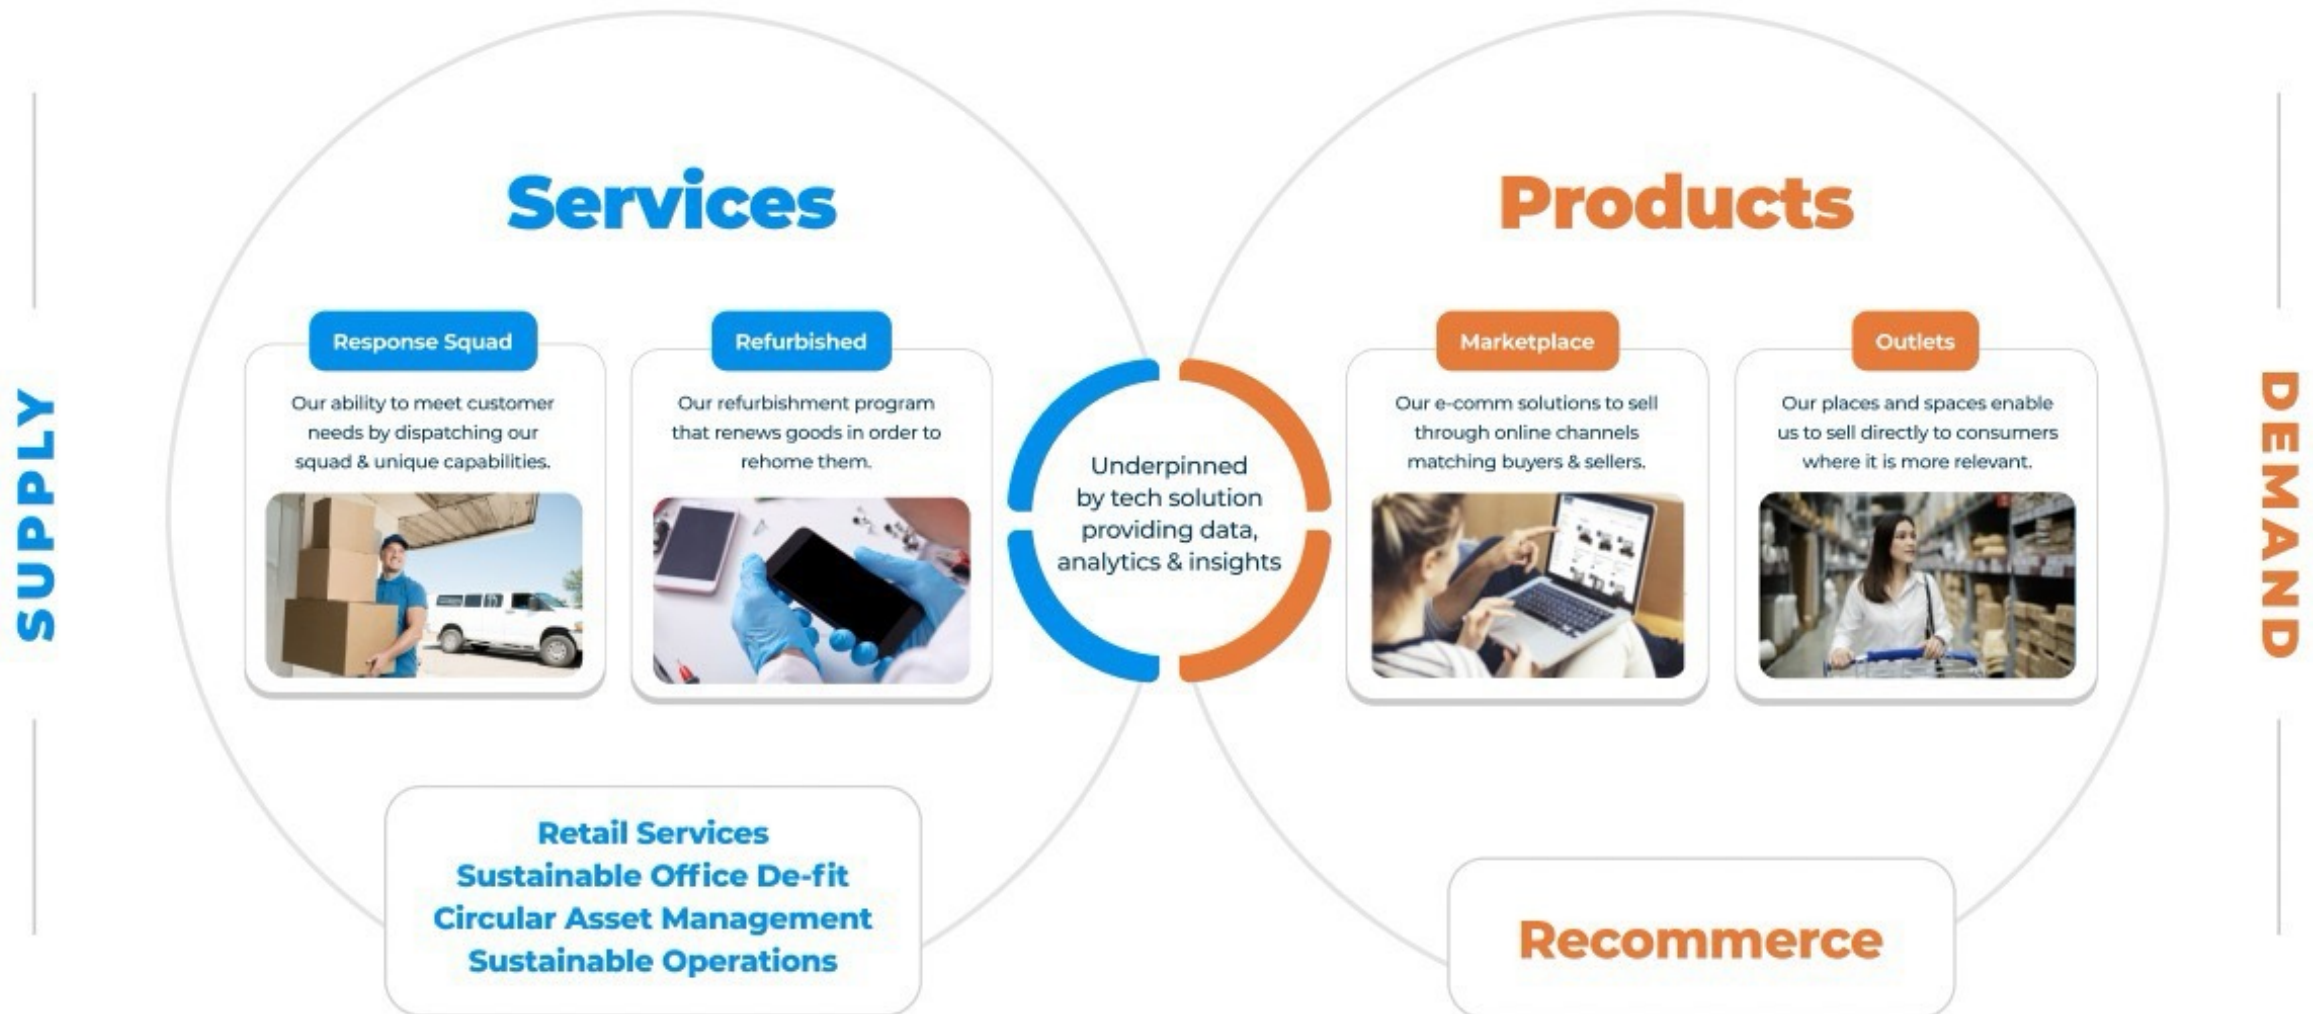 SUPPLY
Services
Response Squad
Our ability to meet customer
needs by dispatching our
squad & unique capabilities.
Refurbished
Our refurbishment program
that renews goods in order to
rehome them.
Retail Services
Sustainable Office De-fit
Circular Asset Management
Sustainable Operations
Underpinned
by tech solution
providing data,
analytics & insights
Products
Marketplace
Our e-comm solutions to sell
through online channels
matching buyers & sellers.
Outlets
Our places and spaces enable
us to sell directly to consumers
where it is more relevant.
Recommerce
DEMAND